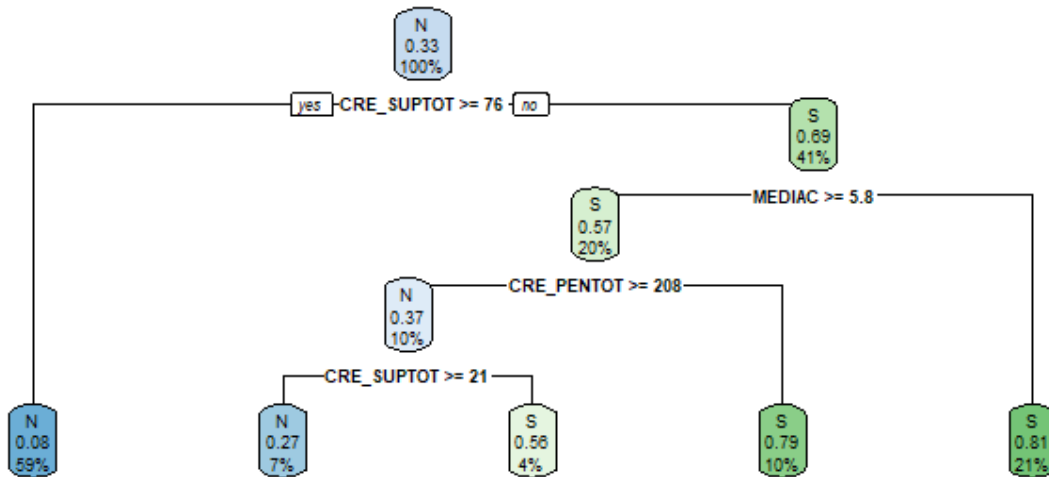 N
0.33
100%
yes CRE_SUPTOT >= 76 no
S
0.69
41%
MEDIAC >= 5.8
S
0.57
20%
CRE_PENTOT >= 208
N
0.37
10%
CRE_SUPTOT >= 21
N
0.08
59%
N
0.27
7%
S
0.56
4%
S
0.79
10%
S
0.81
21%